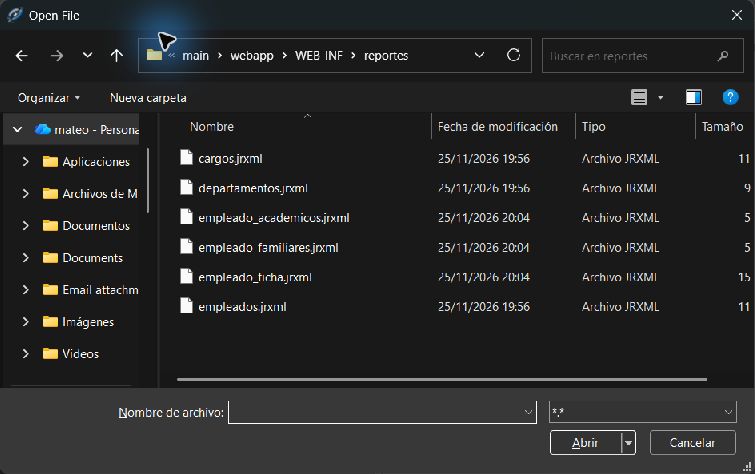 Open File
« main > webapp > WEB-INF > reportes
Buscar en reportes
Organizar
Nueva carpeta
Nombre
Fecha de modificación
Tipo
Tamaño
mateo - Persona
Aplicaciones
Archivos de M
Documentos
Documents
Email attachm
Imágenes
Videos
cargos.jrxml 25/11/2026 19:56 Archivo JRXML 11
departamentos.jrxml 25/11/2026 19:56 Archivo JRXML 9
empleado_academicos.jrxml 25/11/2026 20:04 Archivo JRXML 5
empleado_familiares.jrxml 25/11/2026 20:04 Archivo JRXML 5
empleado_ficha.jrxml 25/11/2026 20:04 Archivo JRXML 15
empleados.jrxml 25/11/2026 19:56 Archivo JRXML 11
Nombre de archivo:
*.*
Abrir
Cancelar